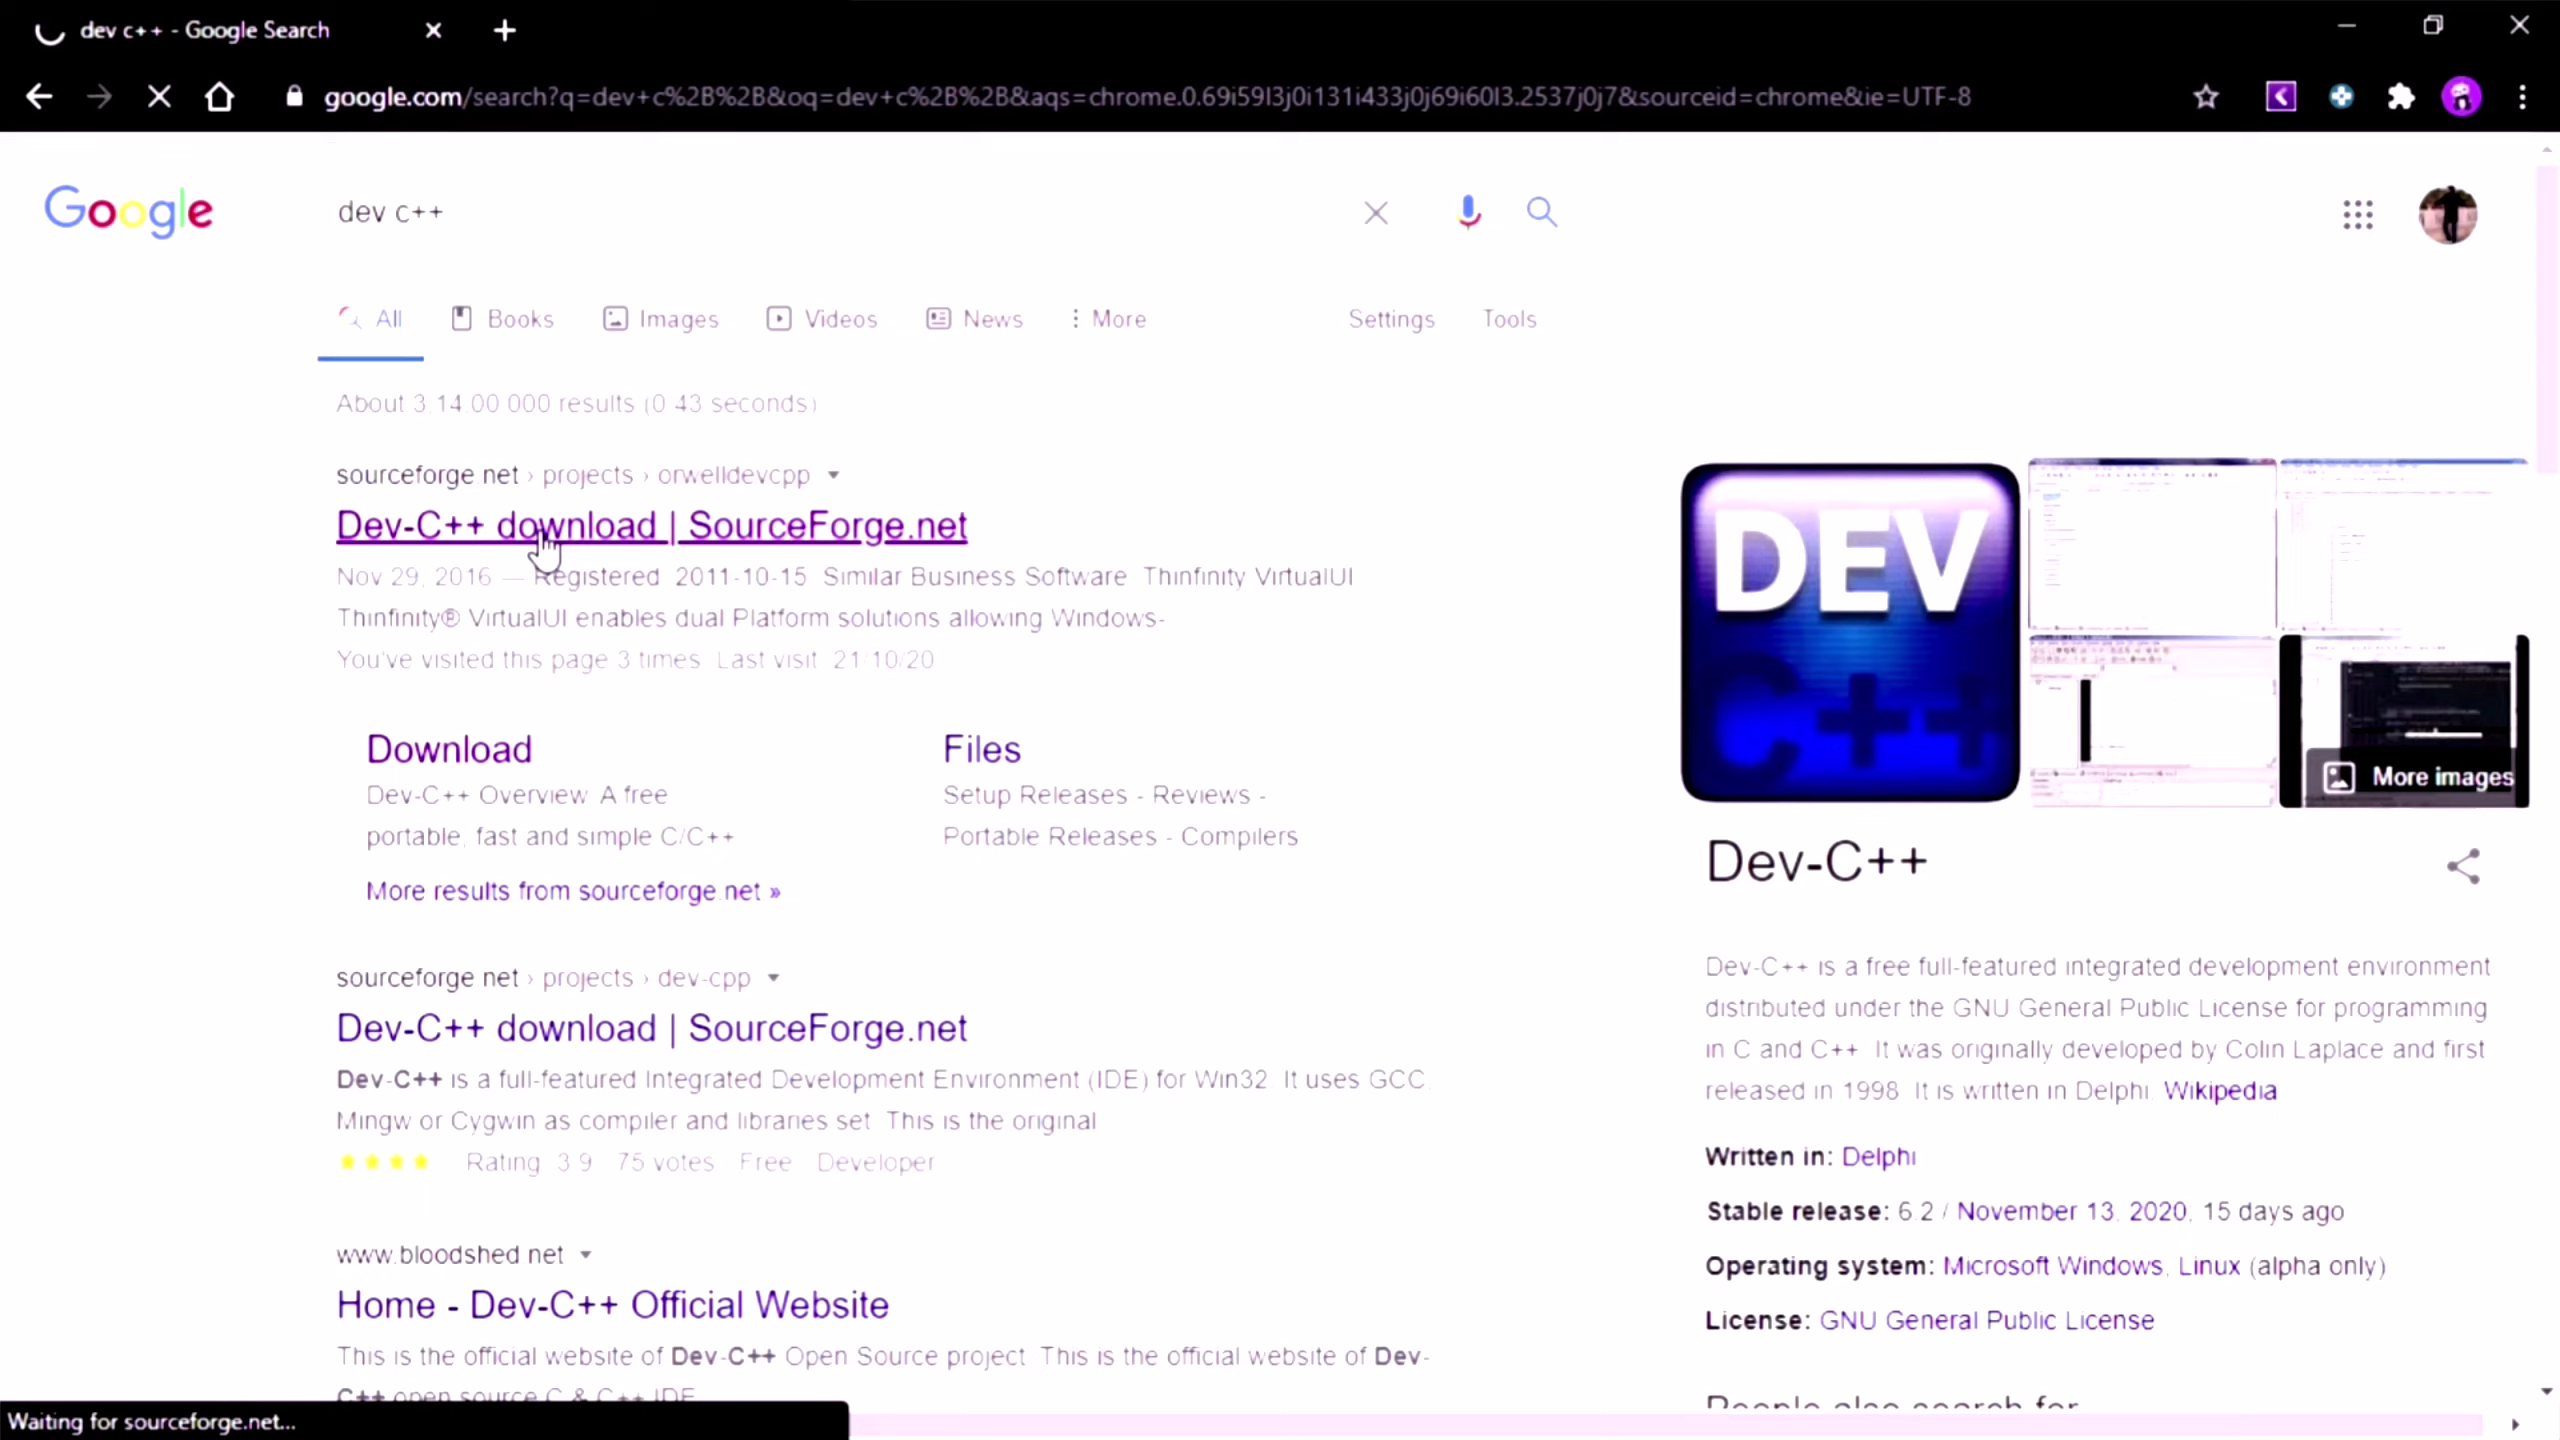 dev c++ - Google Search
google.com/search?q=dev+c%2B%2B&oq=dev+c%2B%2B&aqs=chrome.0.69i59l3j0i131i433j0j69i60l3.2537j0j7&sourceid=chrome&ie=UTF-8
Google
dev c++
All Books Images Videos News More Settings Tools
About 3 14 00 000 results (0 43 seconds)
sourceforge net › projects › orwelldevcpp
Dev-C++ download | SourceForge.net
Nov 29, 2016 — Registered 2011-10-15 Similar Business Software Thinfinity VirtualUI
Thinfinity® VirtualUI enables dual Platform solutions allowing Windows-
You've visited this page 3 times Last visit 21/10/20
Download
Dev-C++ Overview A free
portable, fast and simple C/C++
Files
Setup Releases - Reviews -
Portable Releases - Compilers
More results from sourceforge.net »
sourceforge net › projects › dev-cpp
Dev-C++ download | SourceForge.net
Dev-C++ is a full-featured Integrated Development Environment (IDE) for Win32 It uses GCC,
Mingw or Cygwin as compiler and libraries set This is the original
Rating 3 9 75 votes Free Developer
www.bloodshed net
Home - Dev-C++ Official Website
This is the official website of Dev-C++ Open Source project This is the official website of Dev-
C++ open source C & C++ IDE
DEV
C++
More images
Dev-C++
Dev-C++ is a free full-featured integrated development environment
distributed under the GNU General Public License for programming
in C and C++ It was originally developed by Colin Laplace and first
released in 1998 It is written in Delphi Wikipedia
Written in: Delphi
Stable release: 6.2 / November 13, 2020, 15 days ago
Operating system: Microsoft Windows, Linux (alpha only)
License: GNU General Public License
People also search for
Waiting for sourceforge.net...